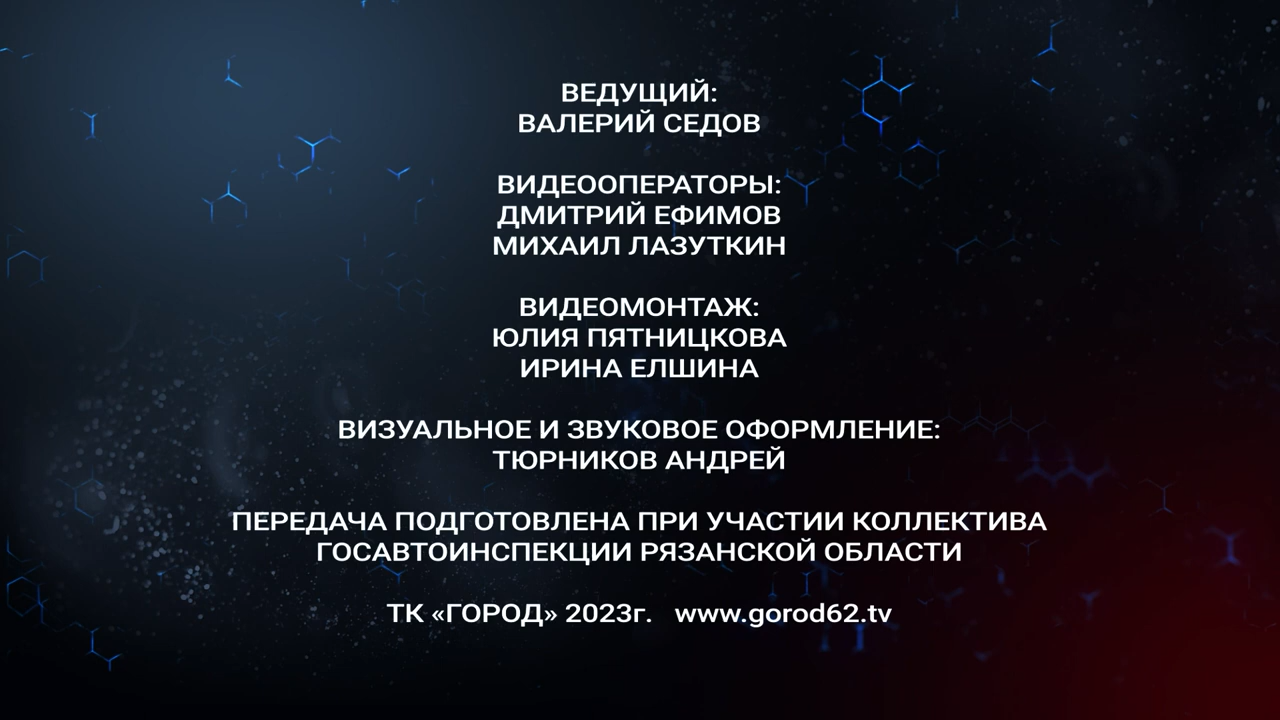 ВЕДУЩИЙ:
ВАЛЕРИЙ СЕДОВ
ВИДЕООПЕРАТОРЫ:
ДМИТРИЙ ЕФИМОВ
МИХАИЛ ЛАЗУТКИН
ВИДЕОМОНТАЖ:
ЮЛИЯ ПЯТНИЦКОВА
ИРИНА ЕЛШИНА
ВИЗУАЛЬНОЕ И ЗВУКОВОЕ ОФОРМЛЕНИЕ:
ТЮРНИКОВ АНДРЕЙ
ПЕРЕДАЧА ПОДГОТОВЛЕНА ПРИ УЧАСТИИ КОЛЛЕКТИВА
ГОСАВТОИНСПЕКЦИИ РЯЗАНСКОЙ ОБЛАСТИ
ТК «ГОРОД» 2023г. www.gorod62.tv